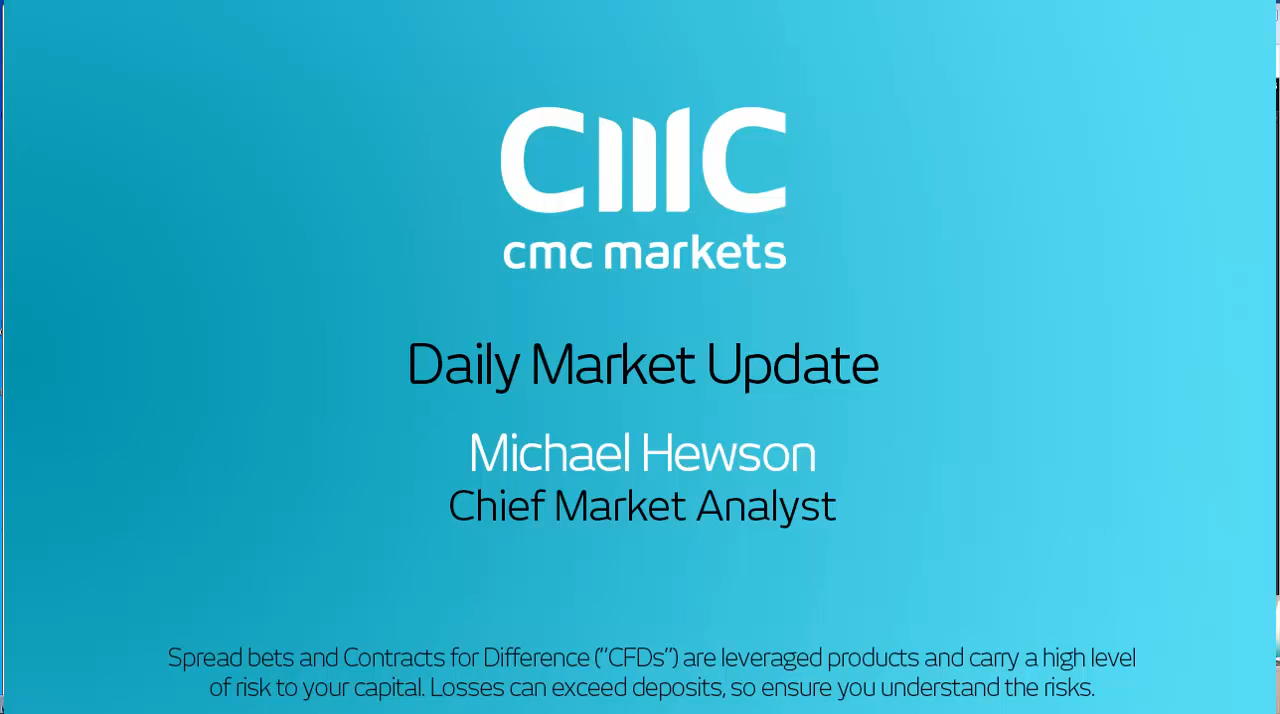 CMC
cmc markets
Daily Market Update
Michael Hewson
Chief Market Analyst
Spread bets and Contracts for Difference (”CFDs”) are leveraged products and carry a high level
of risk to your capital. Losses can exceed deposits, so ensure you understand the risks.